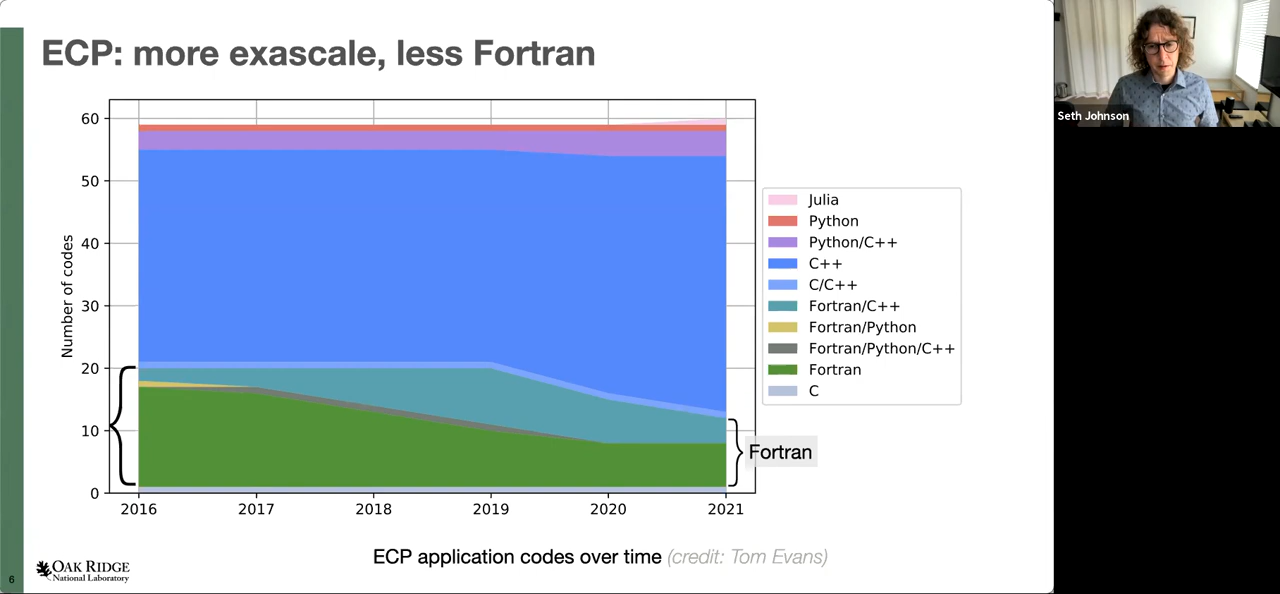 ECP: more exascale, less Fortran
Seth Johnson
60
50
40
30
20
10
0
Number of codes
2016 2017 2018 2019 2020 2021
Julia
Python
Python/C++
C++
C/C++
Fortran/C++
Fortran/Python
Fortran/Python/C++
Fortran
C
Fortran
ECP application codes over time (credit: Tom Evans)
OAK RIDGE
National Laboratory
6